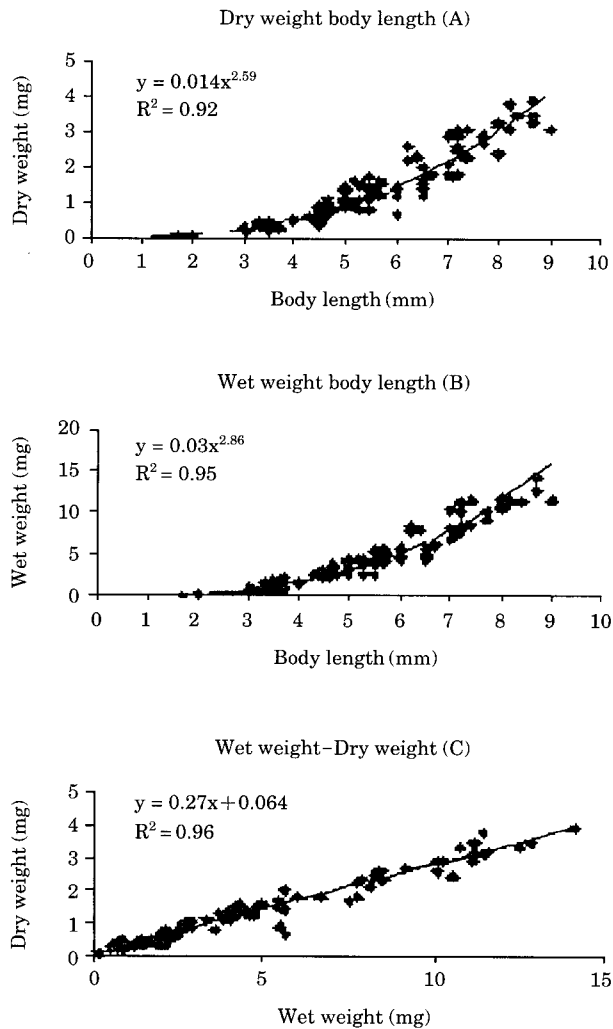 Dry weight body length (A)
y = 0.014x^2.59
R^2 = 0.92
Dry weight (mg)
5
4
3
2
1
0
0 1 2 3 4 5 6 7 8 9 10
Body length (mm)
Wet weight body length (B)
y = 0.03x^2.86
R^2 = 0.95
Wet weight (mg)
20
15
10
5
0
0 1 2 3 4 5 6 7 8 9 10
Body length (mm)
Wet weight–Dry weight (C)
y = 0.27x+0.064
R^2 = 0.96
Dry weight (mg)
5
4
3
2
1
0
0 5 10 15
Wet weight (mg)